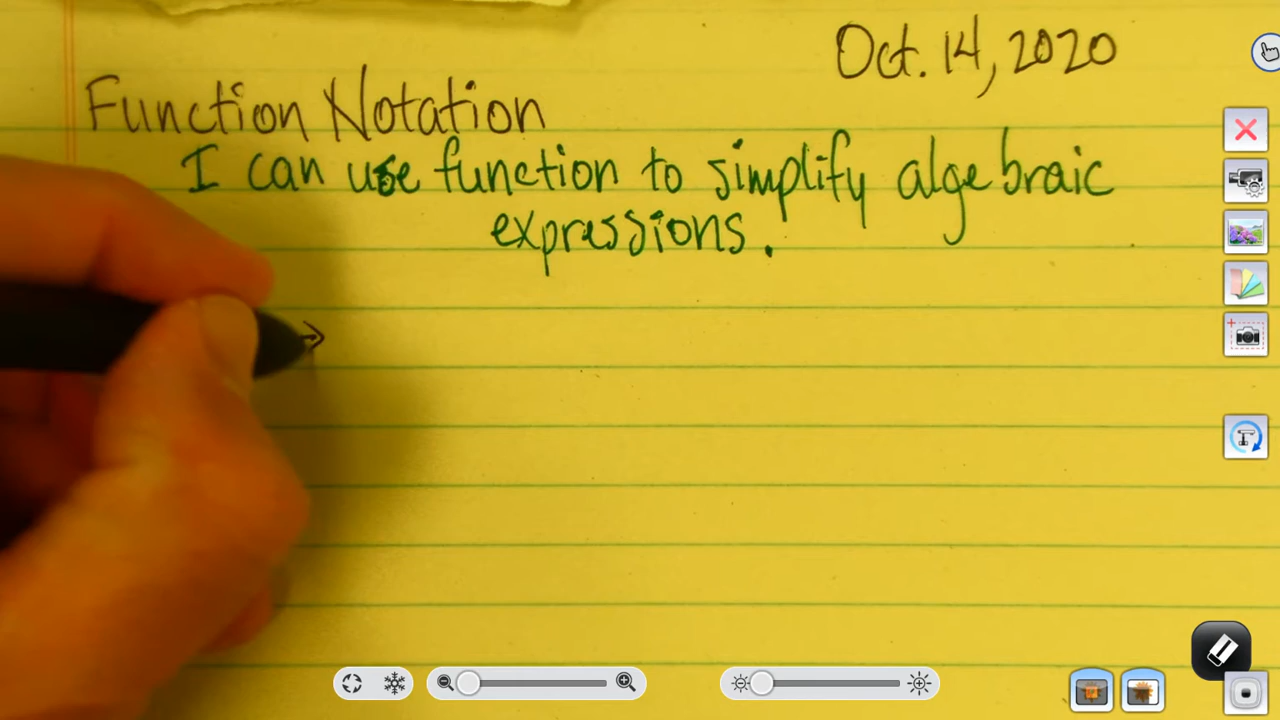 Oct. 14, 2020
Function Notation
I can use function to simplify algebraic
expressions.